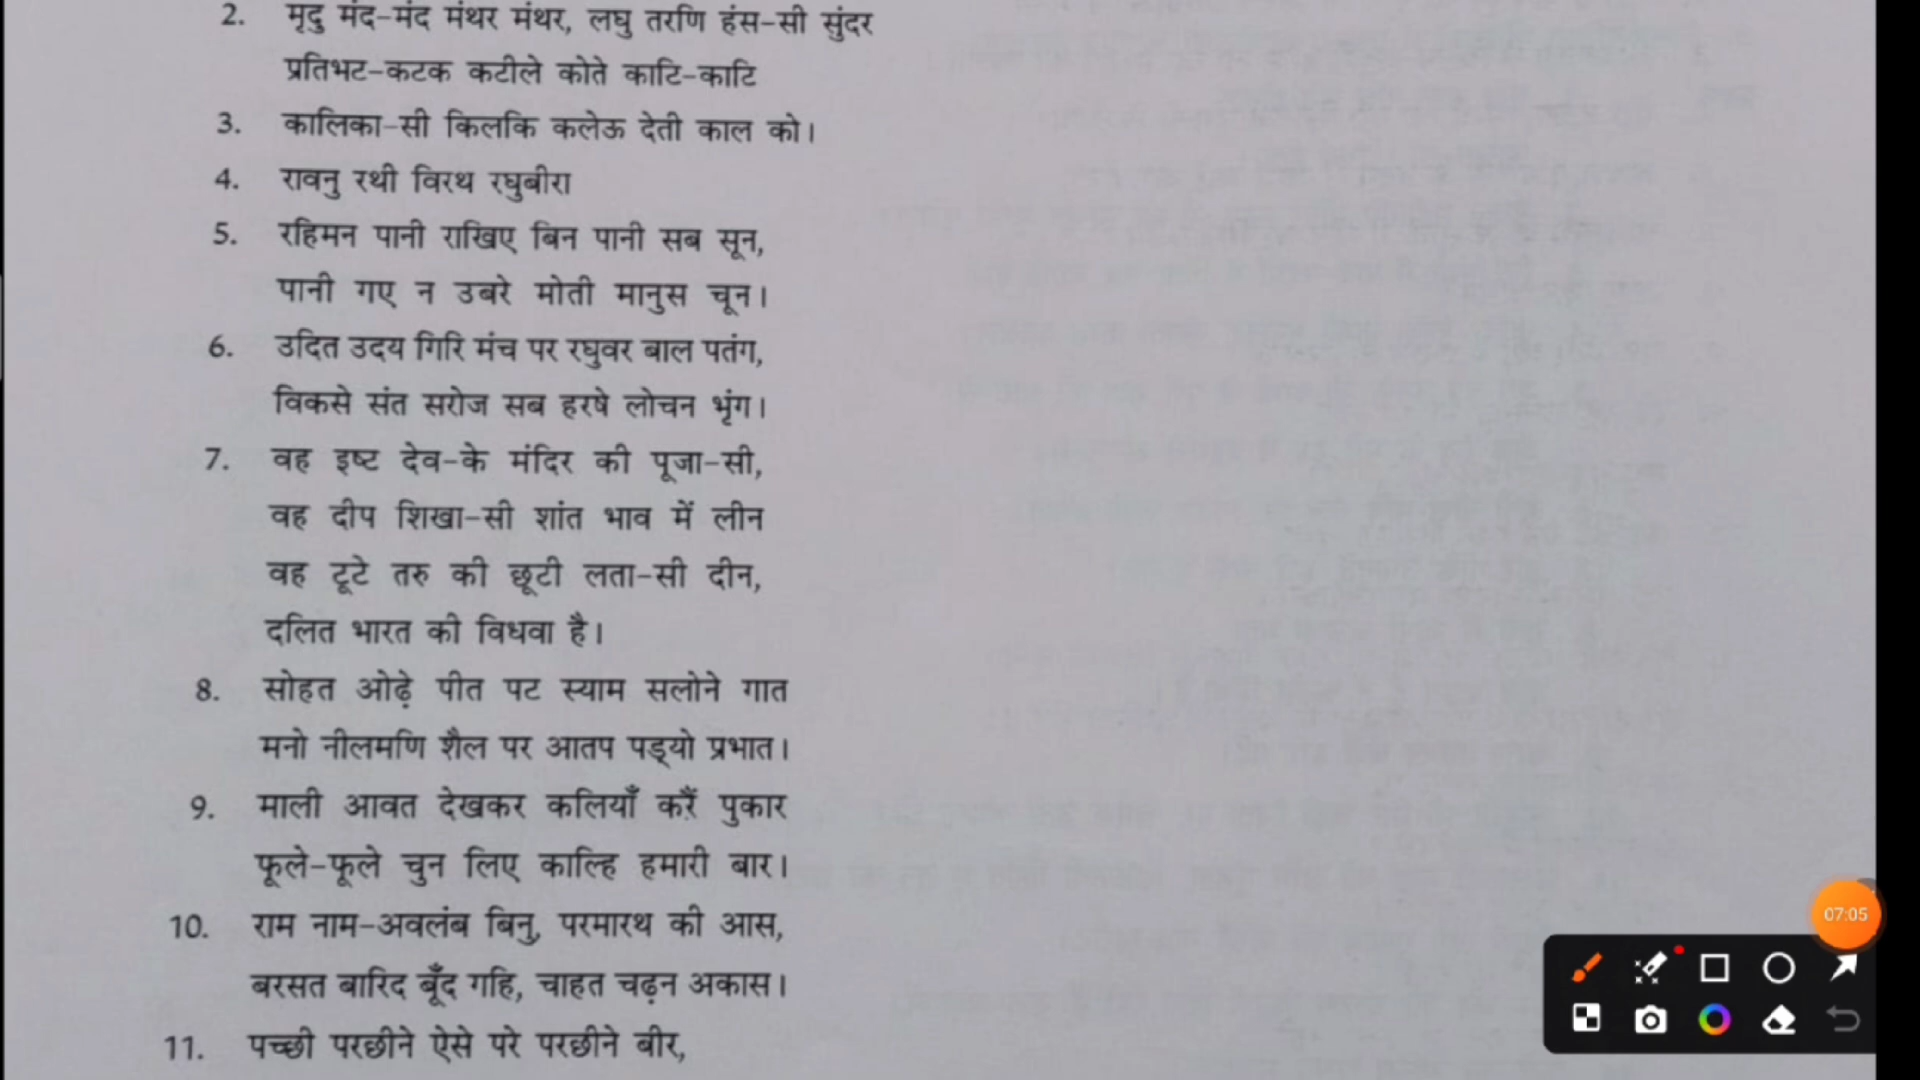 2. मृदु मंद-मंद मंथर मंथर, लघु तरणि हंस-सी सुंदर
प्रतिभट-कटक कटीले कोते काटि-काटि
3. कालिका-सी किलकि कलेऊ देती काल को।
4. रावनु रथी विरथ रघुबीरा
5. रहिमन पानी राखिए बिन पानी सब सून,
पानी गए न उबरे मोती मानुस चून।
6. उदित उदय गिरि मंच पर रघुवर बाल पतंग,
विकसे संत सरोज सब हरषे लोचन भृंग।
7. वह इष्ट देव-के मंदिर की पूजा-सी,
वह दीप शिखा-सी शांत भाव में लीन
वह टूटे तरु की छूटी लता-सी दीन,
दलित भारत की विधवा है।
8. सोहत ओढ़े पीत पट स्याम सलोने गात
मनो नीलमणि शैल पर आतप पड्यो प्रभात।
9. माली आवत देखकर कलियाँ करैं पुकार
फूले-फूले चुन लिए काल्हि हमारी बार।
10. राम नाम-अवलंब बिनु, परमारथ की आस,
बरसत बारिद बूँद गहि, चाहत चढ़न अकास।
11. पच्छी परछीने ऐसे परे परछीने बीर,
07:05